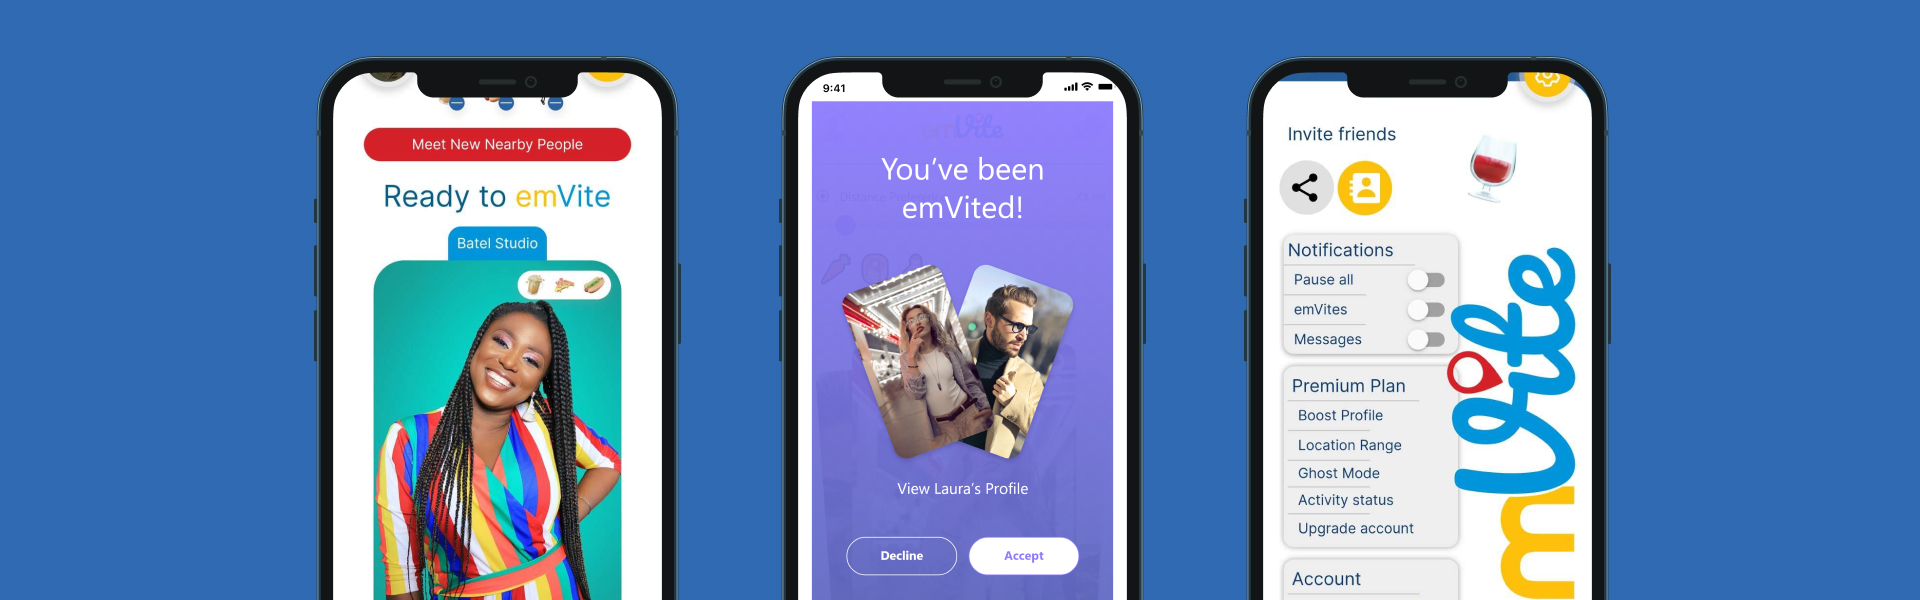 Meet New Nearby People
Ready to emVite
Batel Studio
9:41
emVite
You've been
emVited!
View Laura's Profile
Decline
Accept
Invite friends
Notifications
Pause all
emVites
Messages
Premium Plan
Boost Profile
Location Range
Ghost Mode
Activity status
Upgrade account
Account
emVite